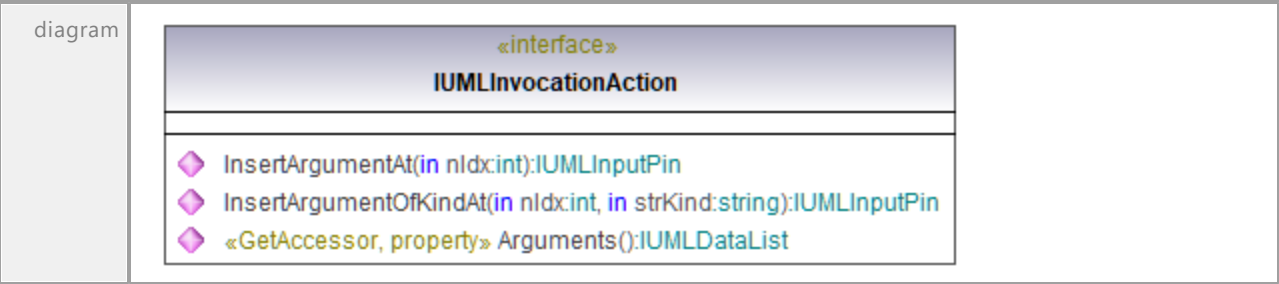 diagram
«interface»
IUMLInvocationAction
InsertArgumentAt(in nIdx:int):IUMLInputPin
InsertArgumentOfKindAt(in nIdx:int, in strKind:string):IUMLInputPin
«GetAccessor, property» Arguments():IUMLDataList